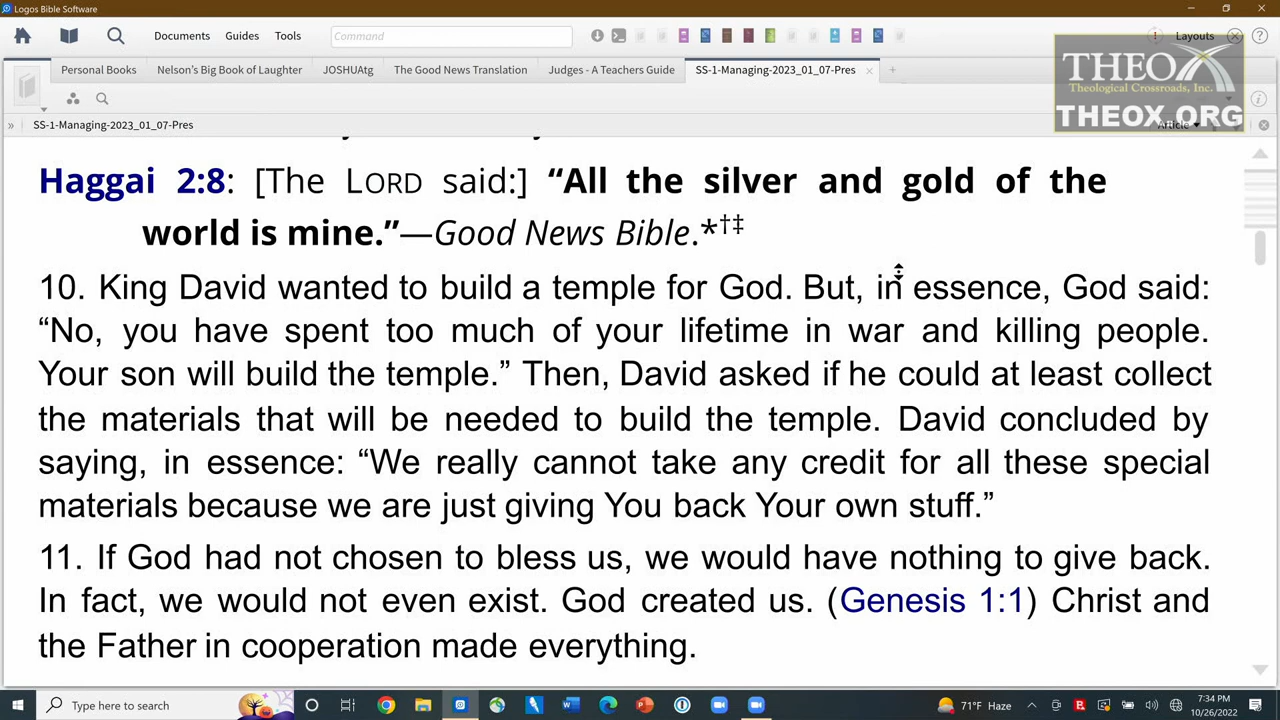 Logos Bible Software
Documents Guides Tools Command Layouts
Personal Books Nelson's Big Book of Laughter JOSHUAtg The Good News Translation Judges - A Teachers Guide SS-1-Managing-2023_01_07-Pres
THEOX
Theological Crossroads, Inc.
THEOX.ORG
SS-1-Managing-2023_01_07-Pres Article
Haggai 2:8: [The LORD said:] “All the silver and gold of the
world is mine.”—Good News Bible.*†‡
10. King David wanted to build a temple for God. But, in essence, God said:
“No, you have spent too much of your lifetime in war and killing people.
Your son will build the temple.” Then, David asked if he could at least collect
the materials that will be needed to build the temple. David concluded by
saying, in essence: “We really cannot take any credit for all these special
materials because we are just giving You back Your own stuff.”
11. If God had not chosen to bless us, we would have nothing to give back.
In fact, we would not even exist. God created us. (Genesis 1:1) Christ and
the Father in cooperation made everything.
Type here to search
71°F Haze
7:34 PM
10/26/2022